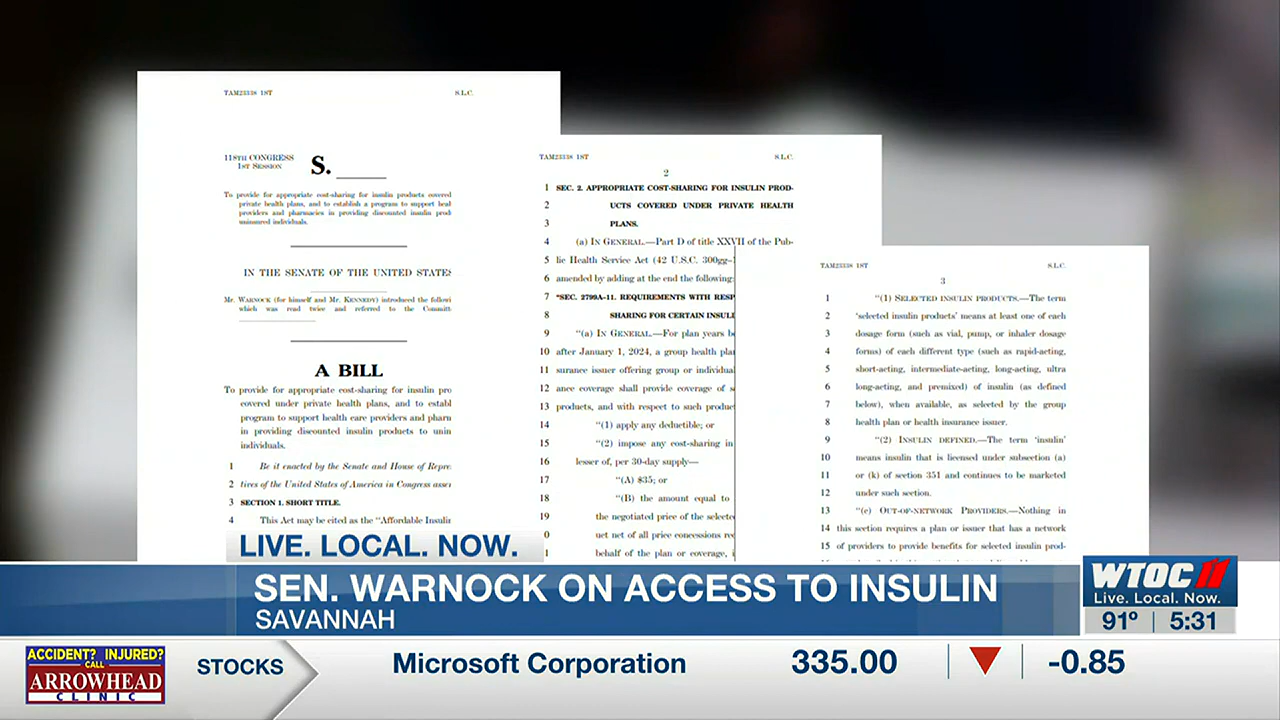 TAM23338 1ST S.L.C.
118TH CONGRESS
1ST SESSION
S.
To provide for appropriate cost-sharing for insulin products covered
private health plans, and to establish a program to support
providers and pharmacies in providing discounted insulin
uninsured individuals.
IN THE SENATE OF THE UNITED
Mr. WARNOCK (for himself and Mr. KENNEDY) introduced the
which was read twice and referred to the
A BILL
To provide for appropriate cost-sharing for insulin pro
covered under private health plans, and to establ
program to support health care providers and pharm
in providing discounted insulin products to unin
individuals.
1 Be it enacted by the Senate and House of Repre
2 tives of the United States of America in Congress asse
3 SECTION 1. SHORT TITLE.
4 This Act may be cited as the “Affordable
TAM23338 1ST S.L.C.
2
1 SEC. 2. APPROPRIATE COST-SHARING FOR INSULIN PROD-
2 UCTS COVERED UNDER PRIVATE HEALTH
3 PLANS.
4 (a) IN GENERAL.—Part D of title XXVII of the Pub-
5 lic Health Service Act (42 U.S.C. 300gg–
6 amended by adding at the end the following:
7 “SEC. 2799A–11. REQUIREMENTS WITH RESP
8 SHARING FOR CERTAIN INSUL
9 “(a) IN GENERAL.—For plan years b
10 after January 1, 2024, a group health pla
11 surance issuer offering group or individua
12 ance coverage shall provide coverage of s
13 products, and with respect to such produc
14 “(1) apply any deductible; or
15 “(2) impose any cost-sharing in
16 lesser of, per 30-day supply—
17 “(A) $35; or
18 “(B) the amount equal to
19 the negotiated price of the selecte
0 uct net of all price concessions rec
1 behalf of the plan or coverage, i
TAM23338 1ST S.L.C.
3
1 “(1) SELECTED INSULIN PRODUCTS.—The term
2 ‘selected insulin products’ means at least one of each
3 dosage form (such as vial, pump, or inhaler dosage
4 forms) of each different type (such as rapid-acting,
5 short-acting, intermediate-acting, long-acting, ultra
6 long-acting, and premixed) of insulin (as defined
7 below), when available, as selected by the group
8 health plan or health insurance issuer.
9 “(2) INSULIN DEFINED.—The term ‘insulin’
10 means insulin that is licensed under subsection (a)
11 or (k) of section 351 and continues to be marketed
12 under such section.
13 “(c) OUT-OF-NETWORK PROVIDERS.—Nothing in
14 this section requires a plan or issuer that has a network
15 of providers to provide benefits for selected insulin prod-
LIVE. LOCAL. NOW.
SEN. WARNOCK ON ACCESS TO INSULIN
SAVANNAH
WTOC 11
Live. Local. Now.
91° 5:31
ACCIDENT? INJURED?
CALL
ARROWHEAD
CLINIC
STOCKS
Microsoft Corporation 335.00 -0.85